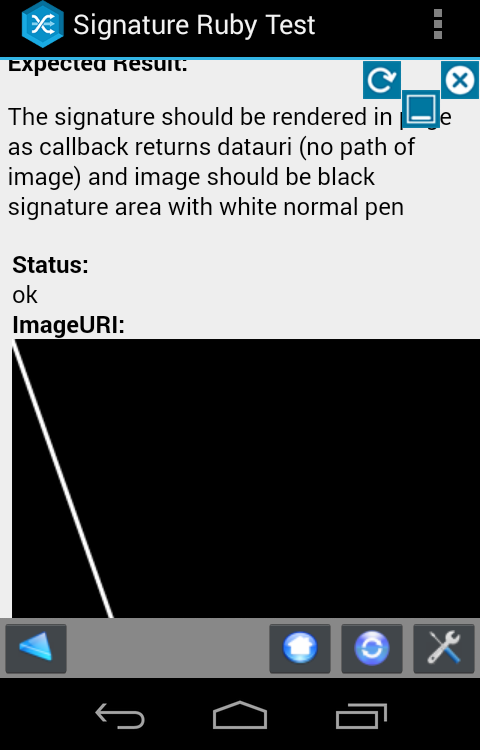 Signature Ruby Test
Expected Result:
The signature should be rendered in page
as callback returns datauri (no path of
image) and image should be black
signature area with white normal pen
Status:
ok
ImageURI: